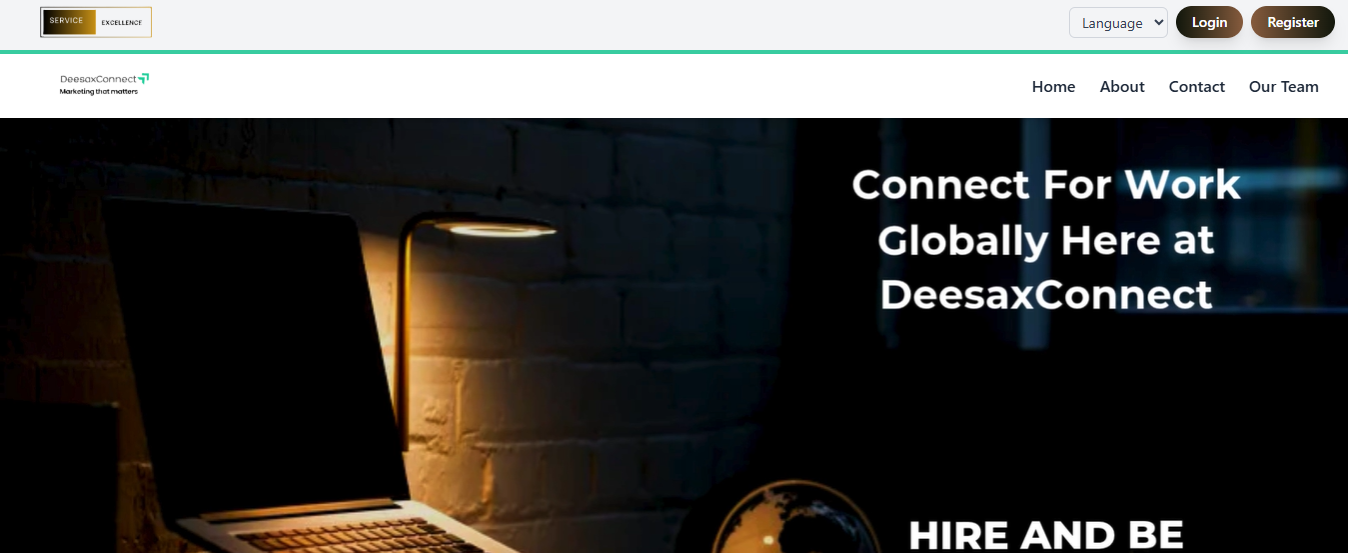 SERVICE EXCELLENCE
Language Login Register
DeesaxConnect
Marketing that matters
Home About Contact Our Team
Connect For Work
Globally Here at
DeesaxConnect
HIRE AND BE